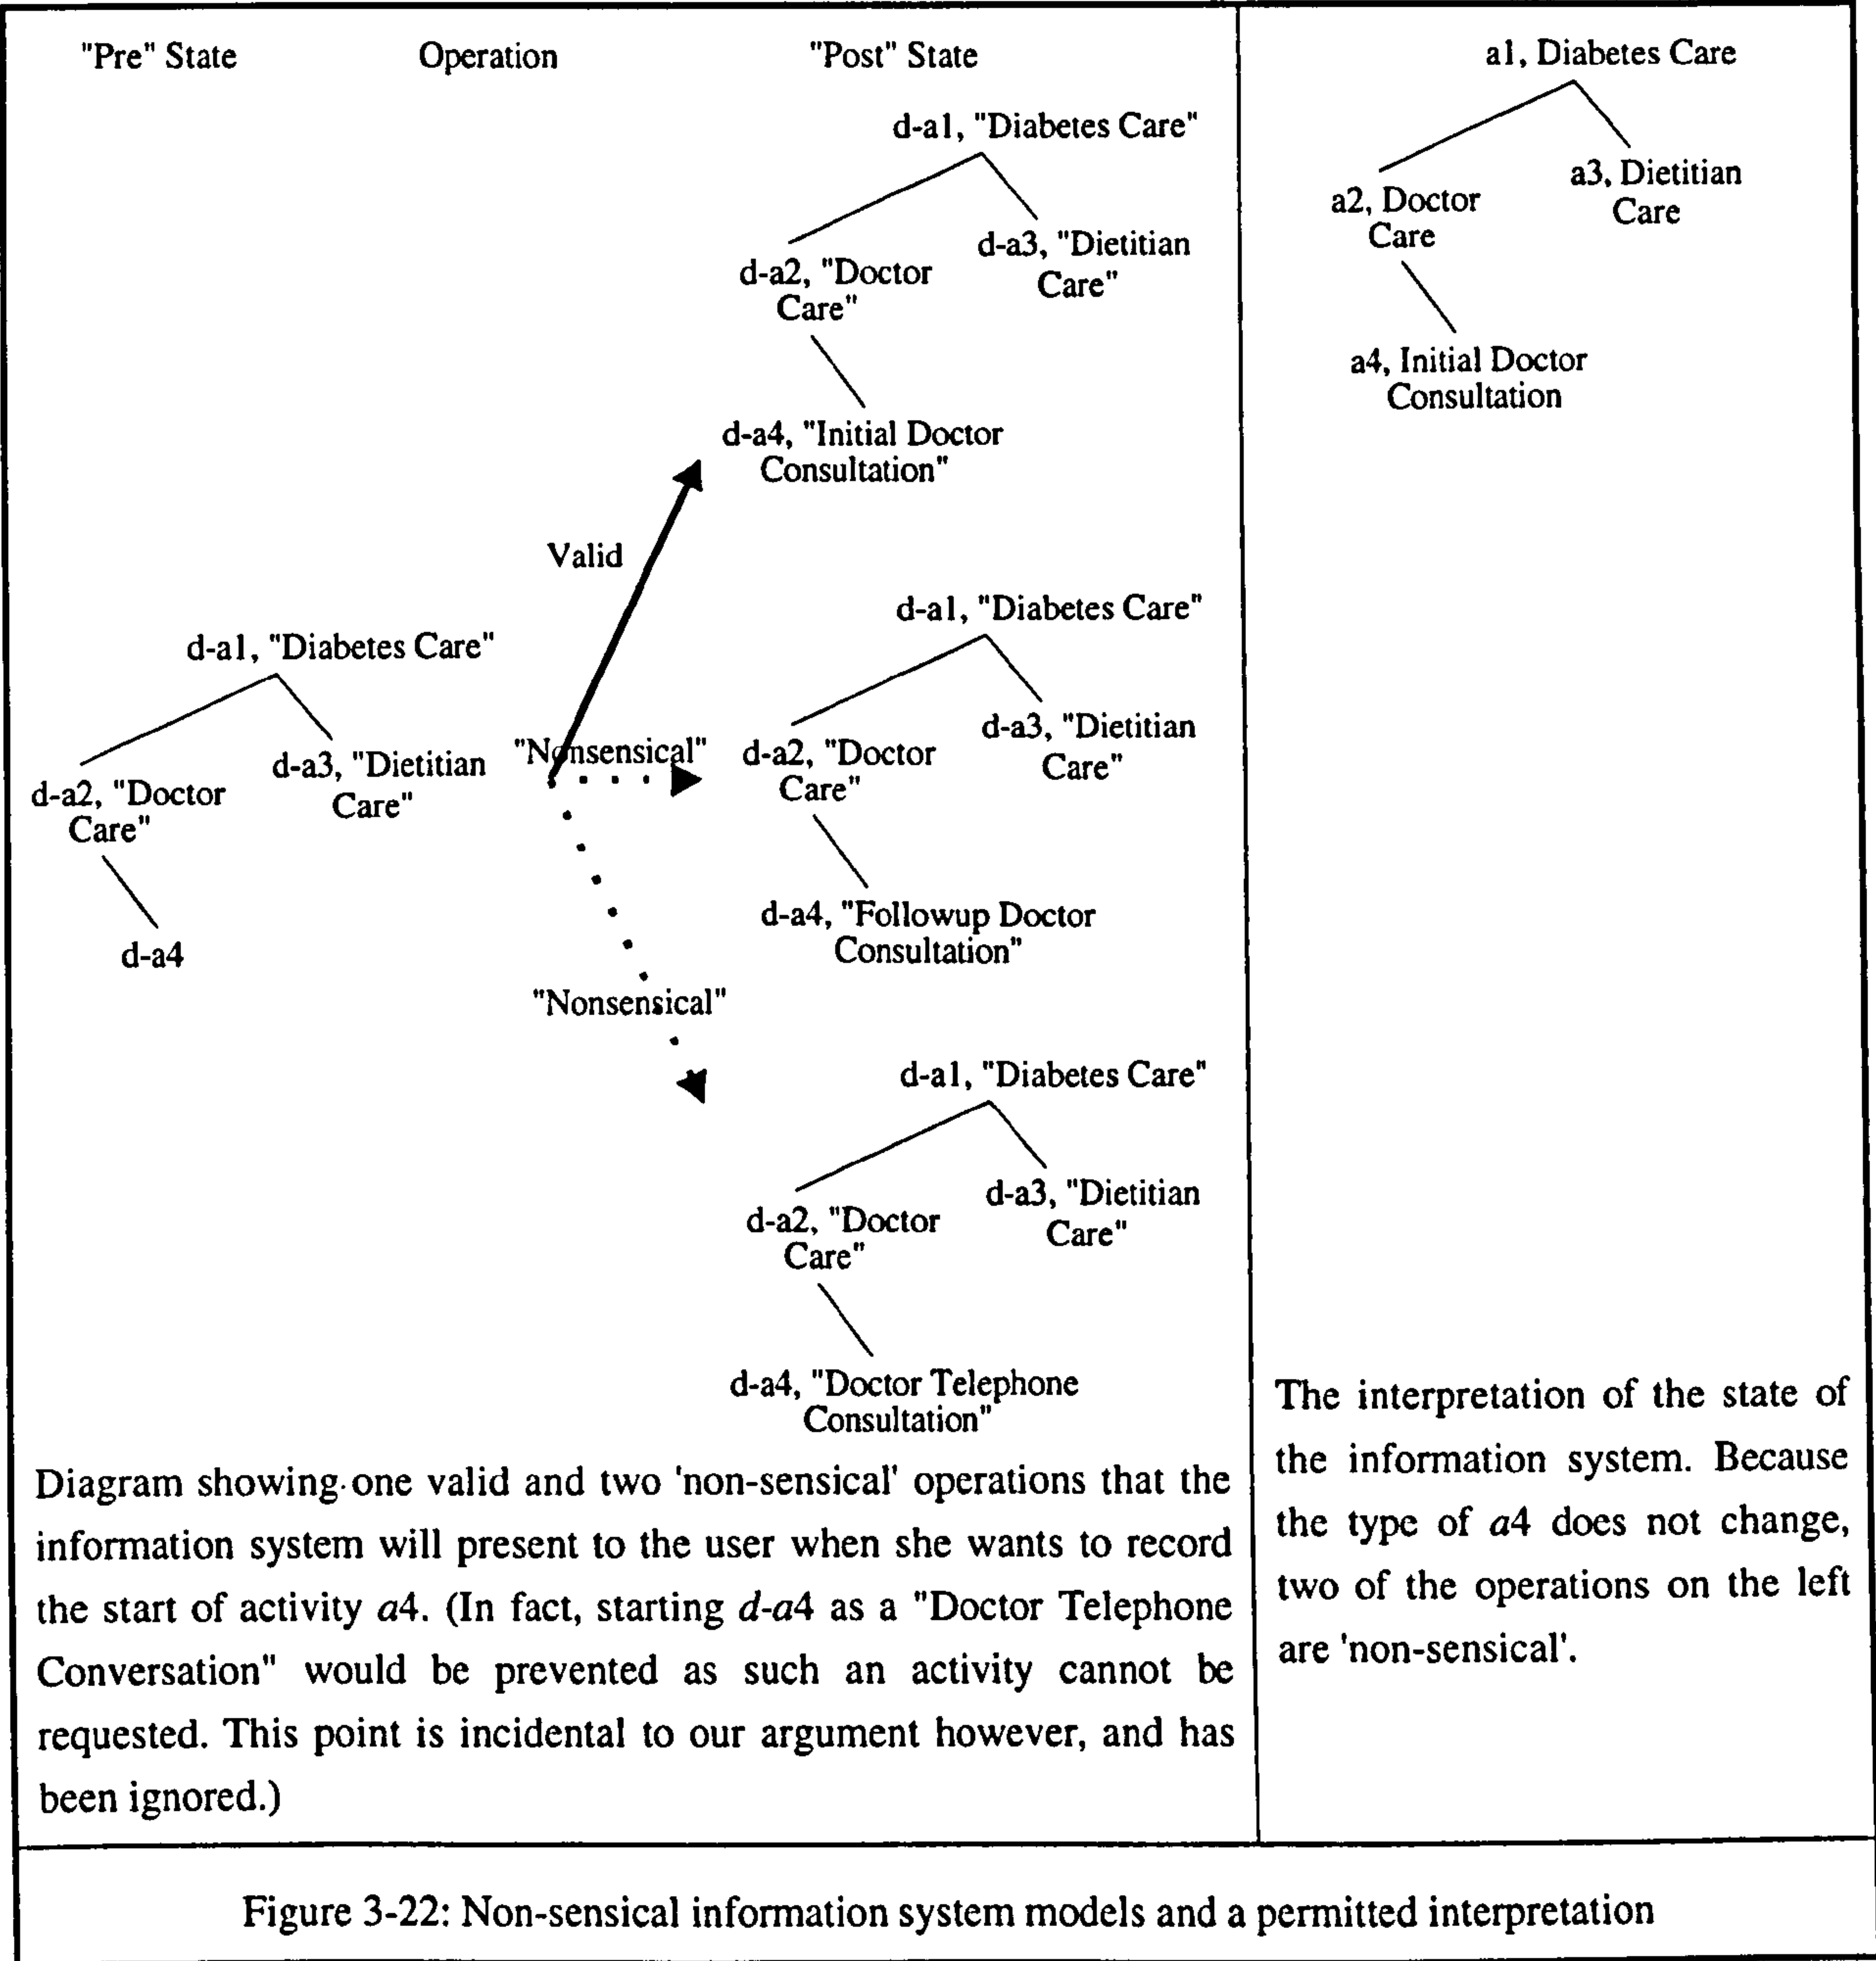 "Pre" State
Operation
"Post" State
d-a1, "Diabetes Care"
d-a2, "Doctor
Care"
d-a3, "Dietitian
Care"
d-a4, "Initial Doctor
Consultation"
Valid
d-a1, "Diabetes Care"
d-a2, "Doctor
Care"
d-a3, "Dietitian
Care"
d-a4
"Nonsensical"
d-a1, "Diabetes Care"
d-a2, "Doctor
Care"
d-a3, "Dietitian
Care"
d-a4, "Followup Doctor
Consultation"
"Nonsensical"
d-a1, "Diabetes Care"
d-a2, "Doctor
Care"
d-a3, "Dietitian
Care"
d-a4, "Doctor Telephone
Consultation"
Diagram showing one valid and two 'non-sensical' operations that the
information system will present to the user when she wants to record
the start of activity a4. (In fact, starting d-a4 as a "Doctor Telephone
Conversation" would be prevented as such an activity cannot be
requested. This point is incidental to our argument however, and has
been ignored.)
a1, Diabetes Care
a2, Doctor
Care
a3, Dietitian
Care
a4, Initial Doctor
Consultation
The interpretation of the state of
the information system. Because
the type of a4 does not change,
two of the operations on the left
are 'non-sensical'.
Figure 3-22: Non-sensical information system models and a permitted interpretation